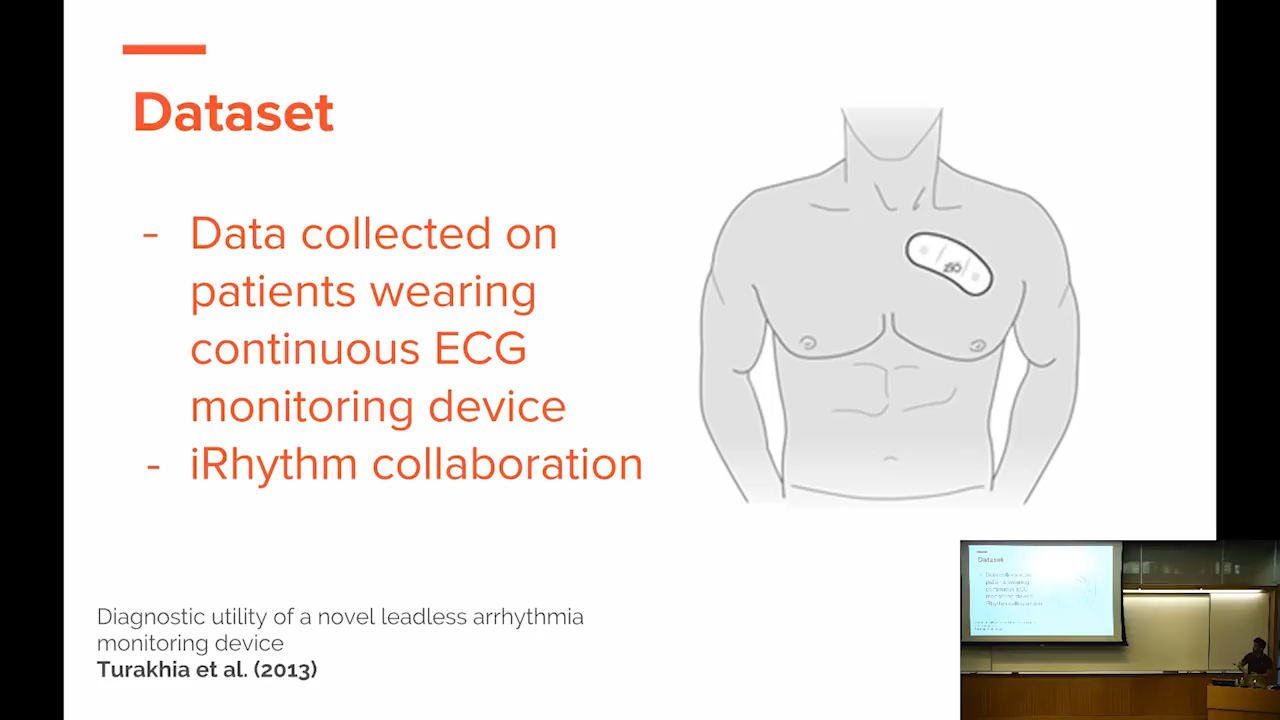 Dataset
- Data collected on
patients wearing
continuous ECG
monitoring device
- iRhythm collaboration
Diagnostic utility of a novel leadless arrhythmia
monitoring device
Turakhia et al. (2013)
Dataset